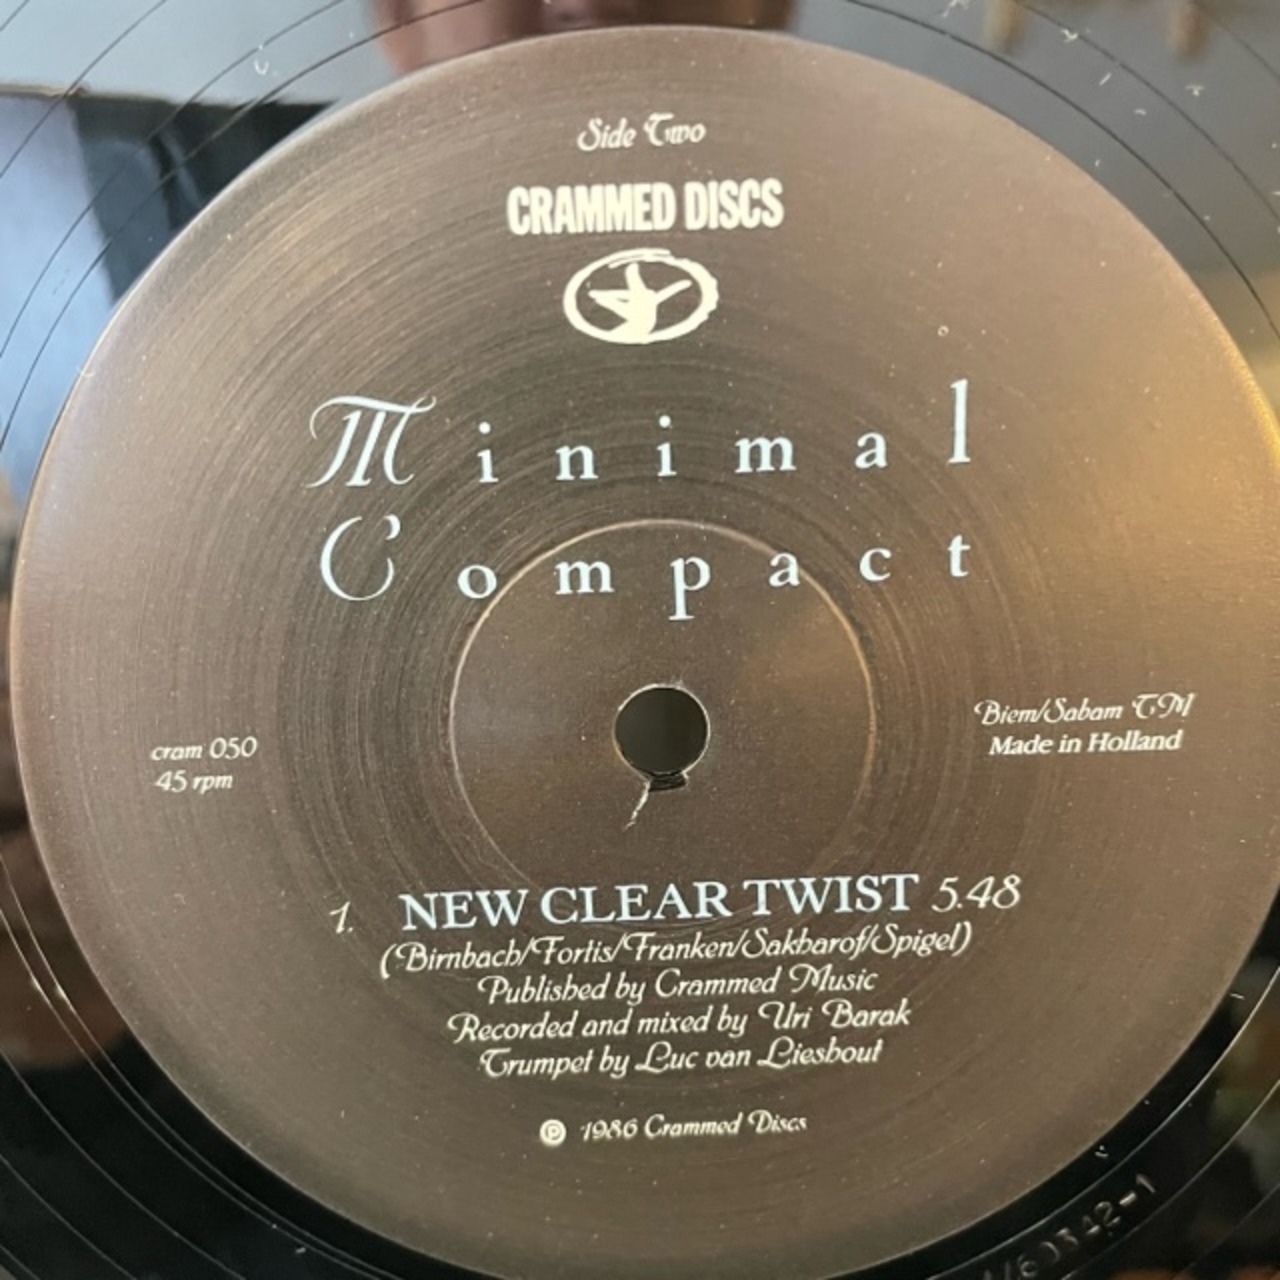 Side Two
CRAMMED DISCS
Minimal
Compact
cram 050
45 rpm
Biem/Sabam TM
Made in Holland
1. NEW CLEAR TWIST 5.48
(Birnbach/Fortis/Franken/Sakharof/Spigel)
Published by Crammed Music
Recorded and mixed by Uri Barak
Trumpet by Luc van Lieshout
℗ 1986 Crammed Discs